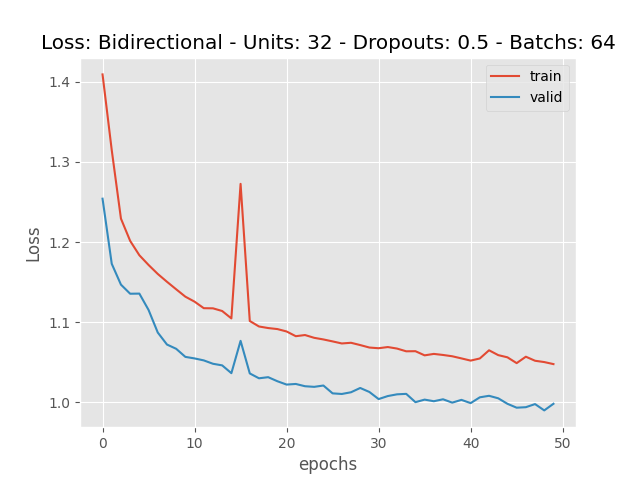 Loss: Bidirectional - Units: 32 - Dropouts: 0.5 - Batchs: 64
train
valid
1.4
1.3
1.2
1.1
1.0
Loss
0 10 20 30 40 50
epochs